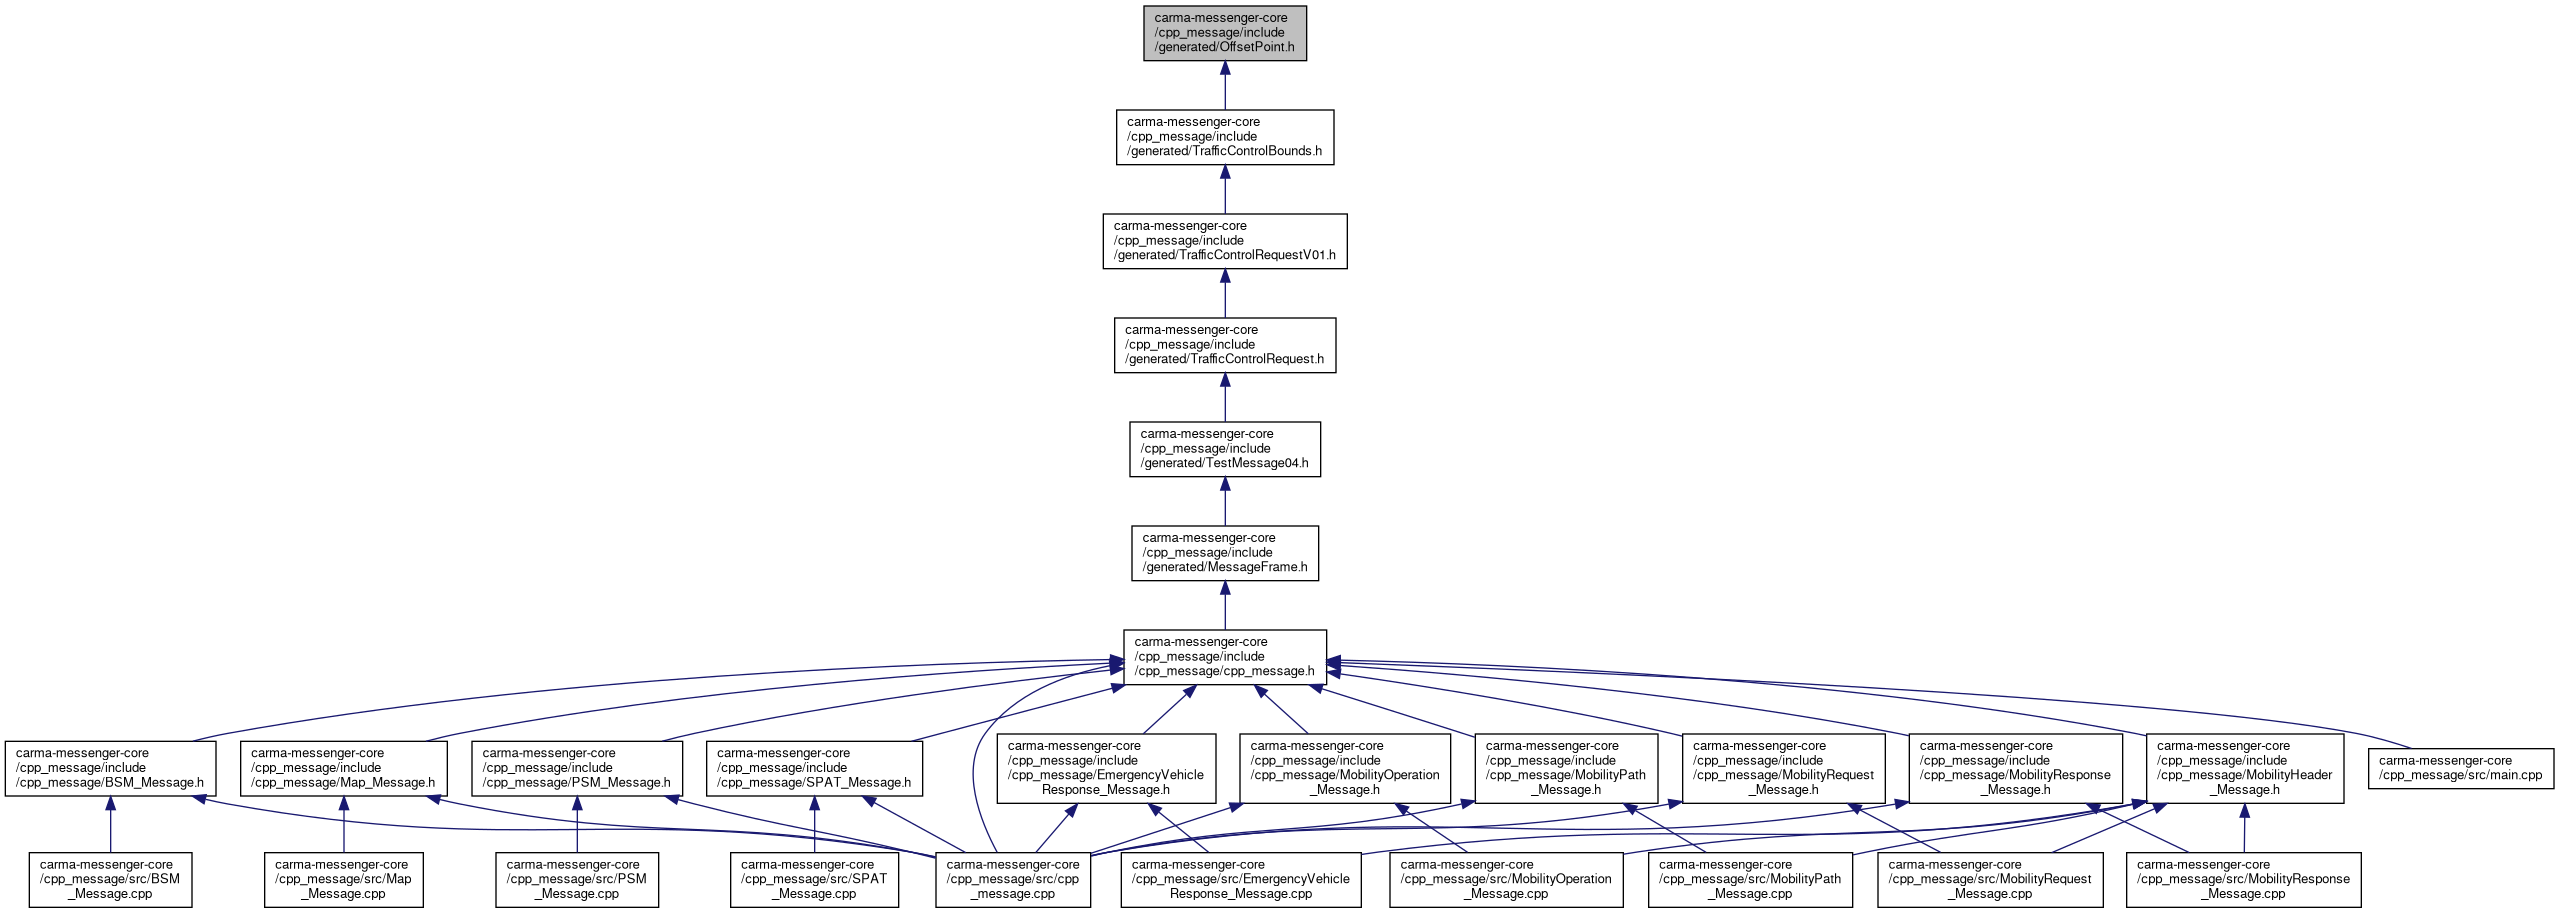 carma-messenger-core
/cpp_message/include
/generated/OffsetPoint.h
carma-messenger-core
/cpp_message/include
/generated/TrafficControlBounds.h
carma-messenger-core
/cpp_message/include
/generated/TrafficControlRequestV01.h
carma-messenger-core
/cpp_message/include
/generated/TrafficControlRequest.h
carma-messenger-core
/cpp_message/include
/generated/TestMessage04.h
carma-messenger-core
/cpp_message/include
/generated/MessageFrame.h
carma-messenger-core
/cpp_message/include
/cpp_message/cpp_message.h
carma-messenger-core
/cpp_message/include
/cpp_message/BSM_Message.h
carma-messenger-core
/cpp_message/include
/cpp_message/Map_Message.h
carma-messenger-core
/cpp_message/include
/cpp_message/PSM_Message.h
carma-messenger-core
/cpp_message/include
/cpp_message/SPAT_Message.h
carma-messenger-core
/cpp_message/include
/cpp_message/EmergencyVehicle
Response_Message.h
carma-messenger-core
/cpp_message/include
/cpp_message/MobilityOperation
_Message.h
carma-messenger-core
/cpp_message/include
/cpp_message/MobilityPath
_Message.h
carma-messenger-core
/cpp_message/include
/cpp_message/MobilityRequest
_Message.h
carma-messenger-core
/cpp_message/include
/cpp_message/MobilityResponse
_Message.h
carma-messenger-core
/cpp_message/include
/cpp_message/MobilityHeader
_Message.h
carma-messenger-core
/cpp_message/src/main.cpp
carma-messenger-core
/cpp_message/src/BSM
_Message.cpp
carma-messenger-core
/cpp_message/src/Map
_Message.cpp
carma-messenger-core
/cpp_message/src/PSM
_Message.cpp
carma-messenger-core
/cpp_message/src/SPAT
_Message.cpp
carma-messenger-core
/cpp_message/src/cpp
_message.cpp
carma-messenger-core
/cpp_message/src/EmergencyVehicle
Response_Message.cpp
carma-messenger-core
/cpp_message/src/MobilityOperation
_Message.cpp
carma-messenger-core
/cpp_message/src/MobilityPath
_Message.cpp
carma-messenger-core
/cpp_message/src/MobilityRequest
_Message.cpp
carma-messenger-core
/cpp_message/src/MobilityResponse
_Message.cpp